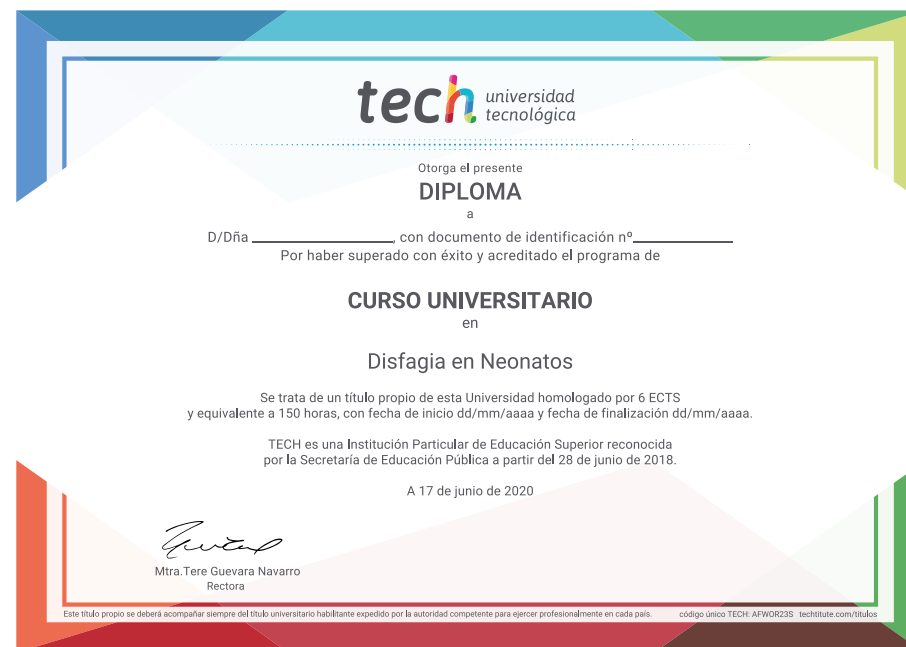 tech universidad
tecnológica
Otorga el presente
DIPLOMA
a
D/Dña ____________________, con documento de identificación nº______________
Por haber superado con éxito y acreditado el programa de
CURSO UNIVERSITARIO
en
Disfagia en Neonatos
Se trata de un título propio de esta Universidad homologado por 6 ECTS
y equivalente a 150 horas, con fecha de inicio dd/mm/aaaa y fecha de finalización dd/mm/aaaa.
TECH es una Institución Particular de Educación Superior reconocida
por la Secretaría de Educación Pública a partir del 28 de junio de 2018.
A 17 de junio de 2020
Mtra.Tere Guevara Navarro
Rectora
Este título propio se deberá acompañar siempre del título universitario habilitante expedido por la autoridad competente para ejercer profesionalmente en cada país. código único TECH: AFWOR23S techtitute.com/títulos